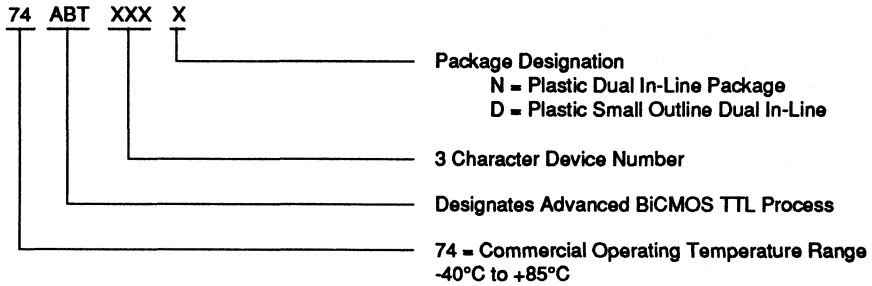 74 ABT XXX X
Package Designation
N = Plastic Dual In-Line Package
D = Plastic Small Outline Dual In-Line
3 Character Device Number
Designates Advanced BiCMOS TTL Process
74 = Commercial Operating Temperature Range
-40°C to +85°C